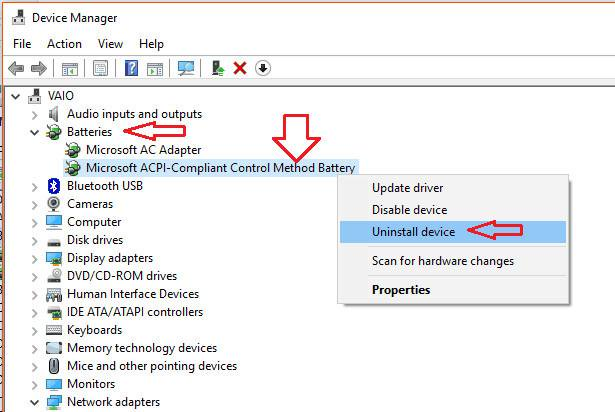 Device Manager
File Action View Help
VAIO
Audio inputs and outputs
Batteries
Microsoft AC Adapter
Microsoft ACPI-Compliant Control Method Battery
Bluetooth USB
Cameras
Computer
Disk drives
Display adapters
DVD/CD-ROM drives
Human Interface Devices
IDE ATA/ATAPI controllers
Keyboards
Memory technology devices
Mice and other pointing devices
Monitors
Network adapters
Update driver
Disable device
Uninstall device
Scan for hardware changes
Properties